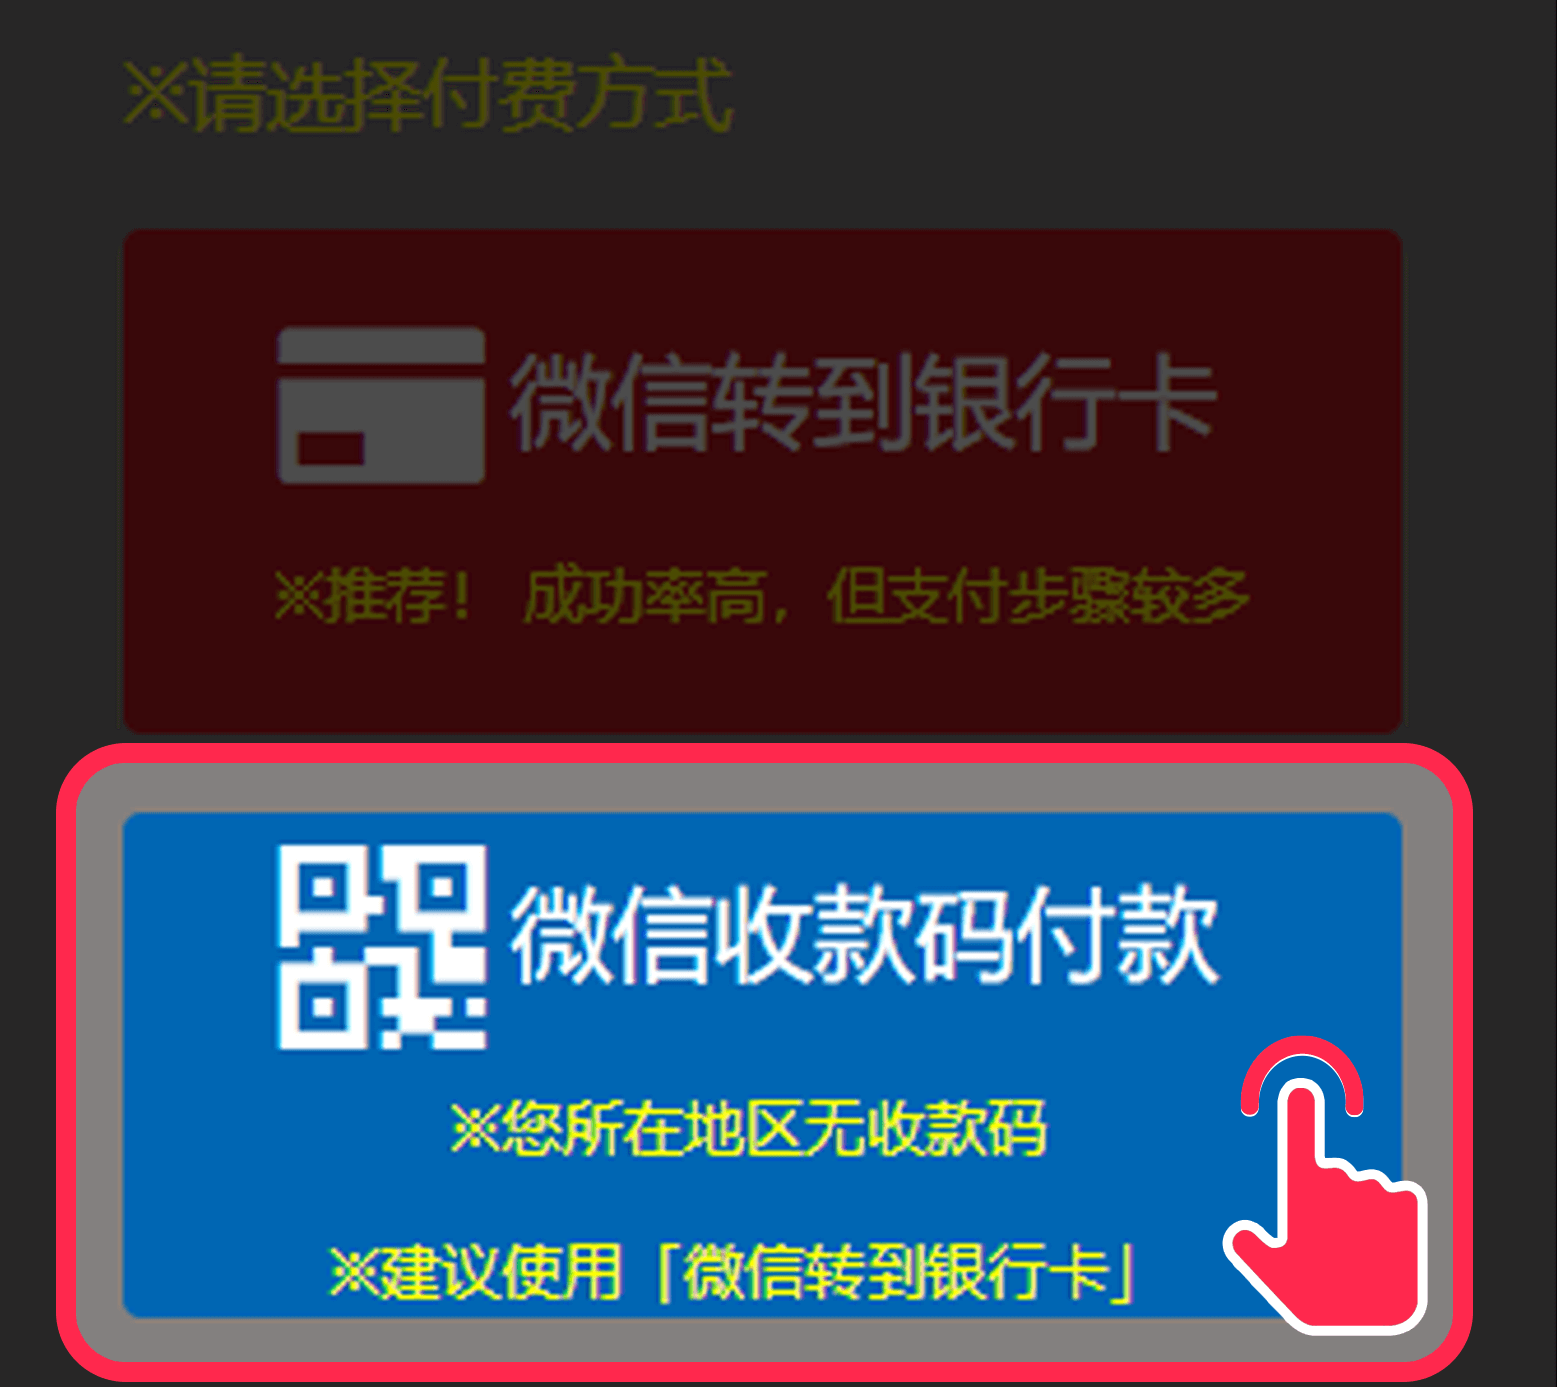 ※请选择付费方式
微信转到银行卡
※推荐！ 成功率高，但支付步骤较多
微信收款码付款
※您所在地区无收款码
※建议使用「微信转到银行卡」